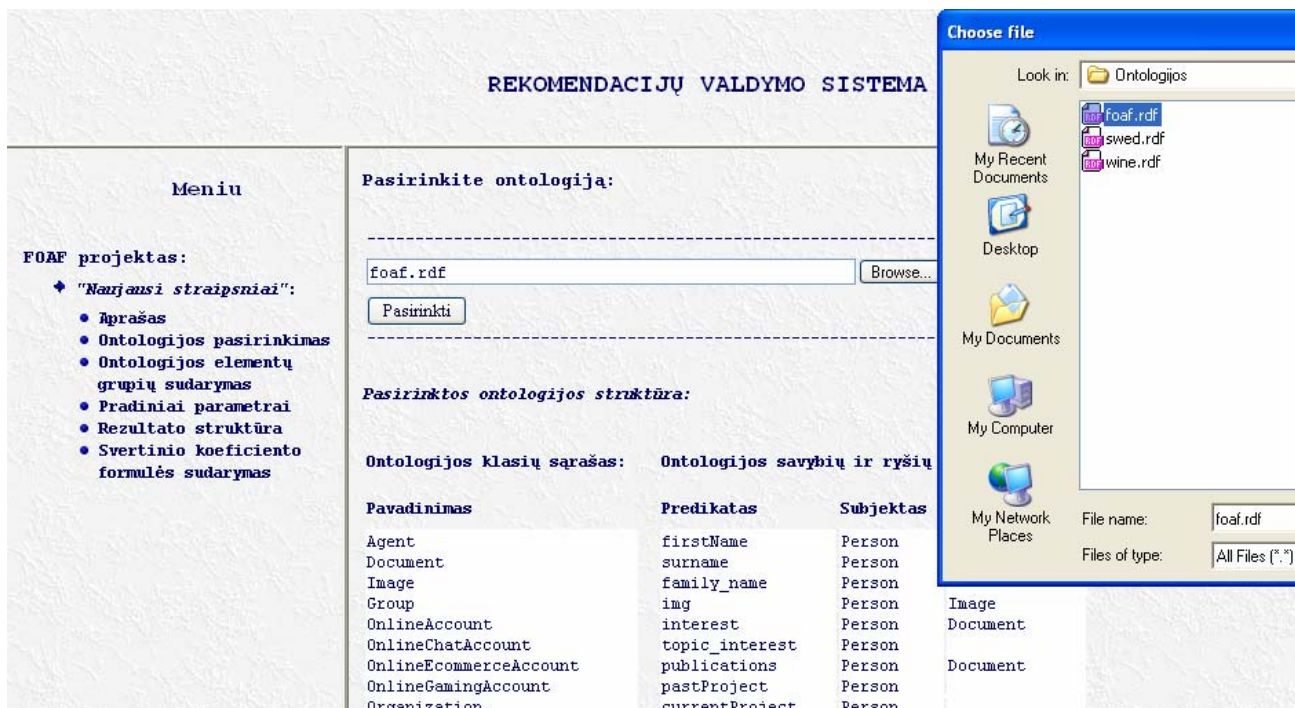 REKOMENDACIJŲ VALDYMO SISTEMA
Meniu
FOAF projektas:
"Naujausi straipsniai":
Aprašas
Ontologijos pasirinkimas
Ontologijos elementų
grupių sudarymas
Pradiniai parametrai
Rezultato struktūra
Svertinio koeficiento
formulės sudarymas
Pasirinkite ontologiją:
foaf.rdf Browse...
Pasirinkti
Pasirinktos ontologijos struktūra:
Ontologijos klasių sąrašas: Ontologijos savybių ir ryšių
Pavadinimas Predikatas Subjektas
Agent firstName Person
Document surname Person
Image family_name Person
Group img Person Image
OnlineAccount interest Person Document
OnlineChatAccount topic_interest Person
OnlineEcommerceAccount publications Person Document
OnlineGamingAccount pastProject Person
Organization currentProject Person
Choose file
Look in: Ontologijos
My Recent
Documents
Desktop
My Documents
My Computer
My Network
Places
foaf.rdf
swed.rdf
wine.rdf
File name: foaf.rdf
Files of type: All Files (*.*)